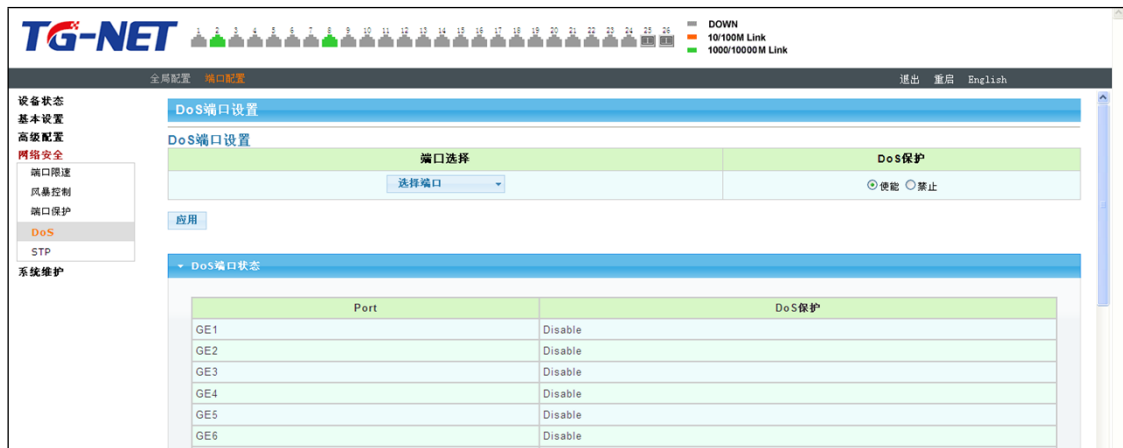 TG-NET
1 2 3 4 5 6 7 8 9 10 11 12 13 14 15 16 17 18 19 20 21 22 23 24 25 26
DOWN
10/100M Link
1000/10000M Link
全局配置 端口配置 退出 重启 English
设备状态
基本设置
高级配置
网络安全
端口限速
风暴控制
端口保护
DoS
STP
系统维护
DoS端口设置
DoS端口设置
端口选择 DoS保护
选择端口 使能 禁止
应用
DoS端口状态
Port DoS保护
GE1 Disable
GE2 Disable
GE3 Disable
GE4 Disable
GE5 Disable
GE6 Disable